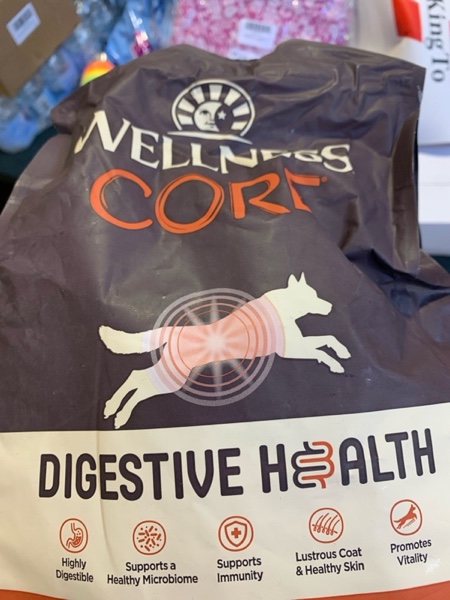 King To
WELLNESS
CORE
DIGESTIVE HEALTH
Highly
Digestible
Supports a
Healthy Microbiome
Supports
Immunity
Lustrous Coat
& Healthy Skin
Promotes
Vitality